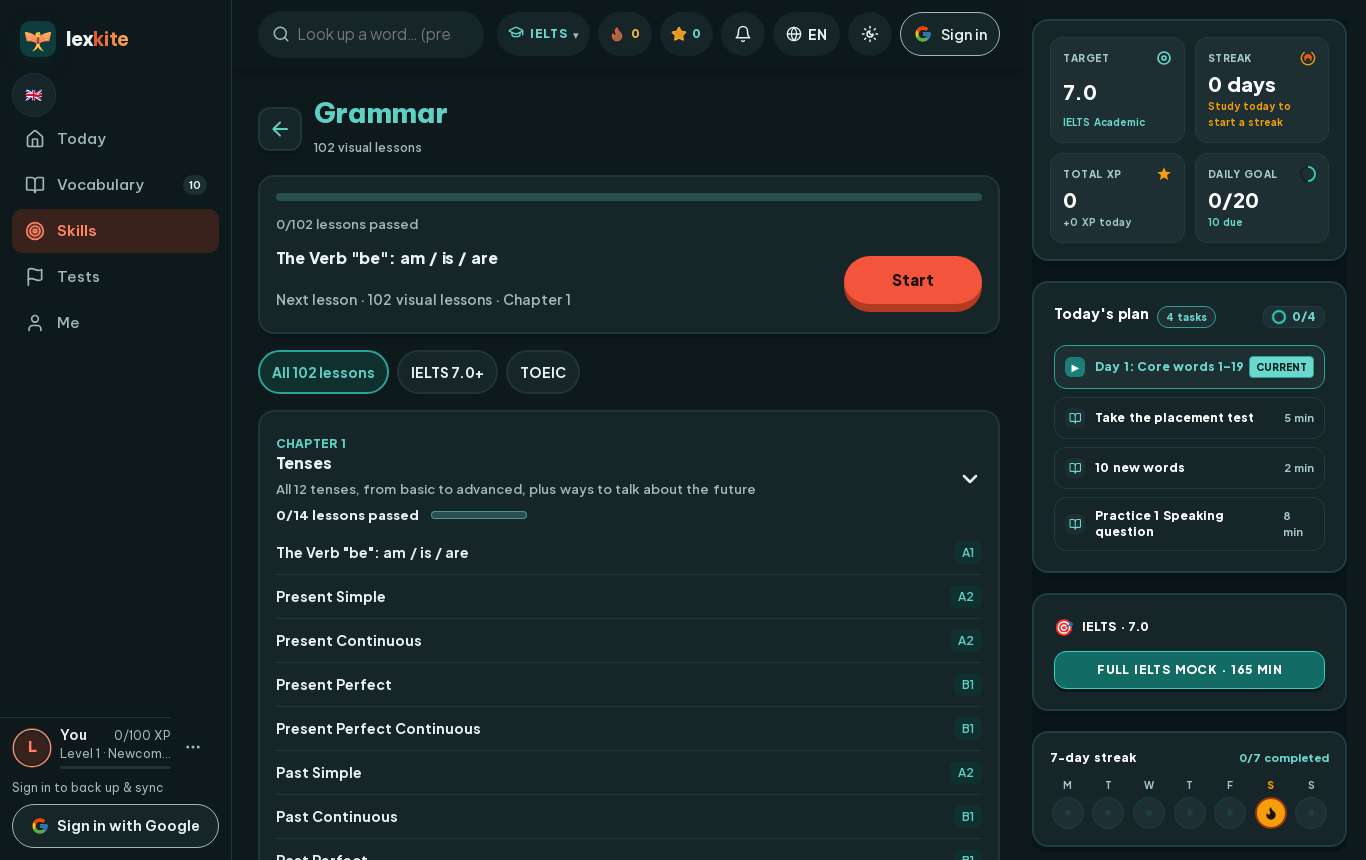 lexkite
Today
Vocabulary 10
Skills
Tests
Me
L
You 0/100 XP
Level 1 · Newcom...
Sign in to back up & sync
Sign in with Google
Look up a word... (pre
IELTS ▾
0
0
EN
Sign in
Grammar
102 visual lessons
0/102 lessons passed
The Verb "be": am / is / are
Next lesson · 102 visual lessons · Chapter 1
Start
All 102 lessons
IELTS 7.0+
TOEIC
CHAPTER 1
Tenses
All 12 tenses, from basic to advanced, plus ways to talk about the future
0/14 lessons passed
The Verb "be": am / is / are A1
Present Simple A2
Present Continuous A2
Present Perfect B1
Present Perfect Continuous B1
Past Simple A2
Past Continuous B1
Past Perfect B1
TARGET
7.0
IELTS Academic
STREAK
0 days
Study today to
start a streak
TOTAL XP
0
+0 XP today
DAILY GOAL
0/20
10 due
Today's plan 4 tasks 0/4
Day 1: Core words 1–19 CURRENT
Take the placement test 5 min
10 new words 2 min
Practice 1 Speaking
question
8
min
IELTS · 7.0
FULL IELTS MOCK · 165 MIN
7-day streak 0/7 completed
M T W T F S S